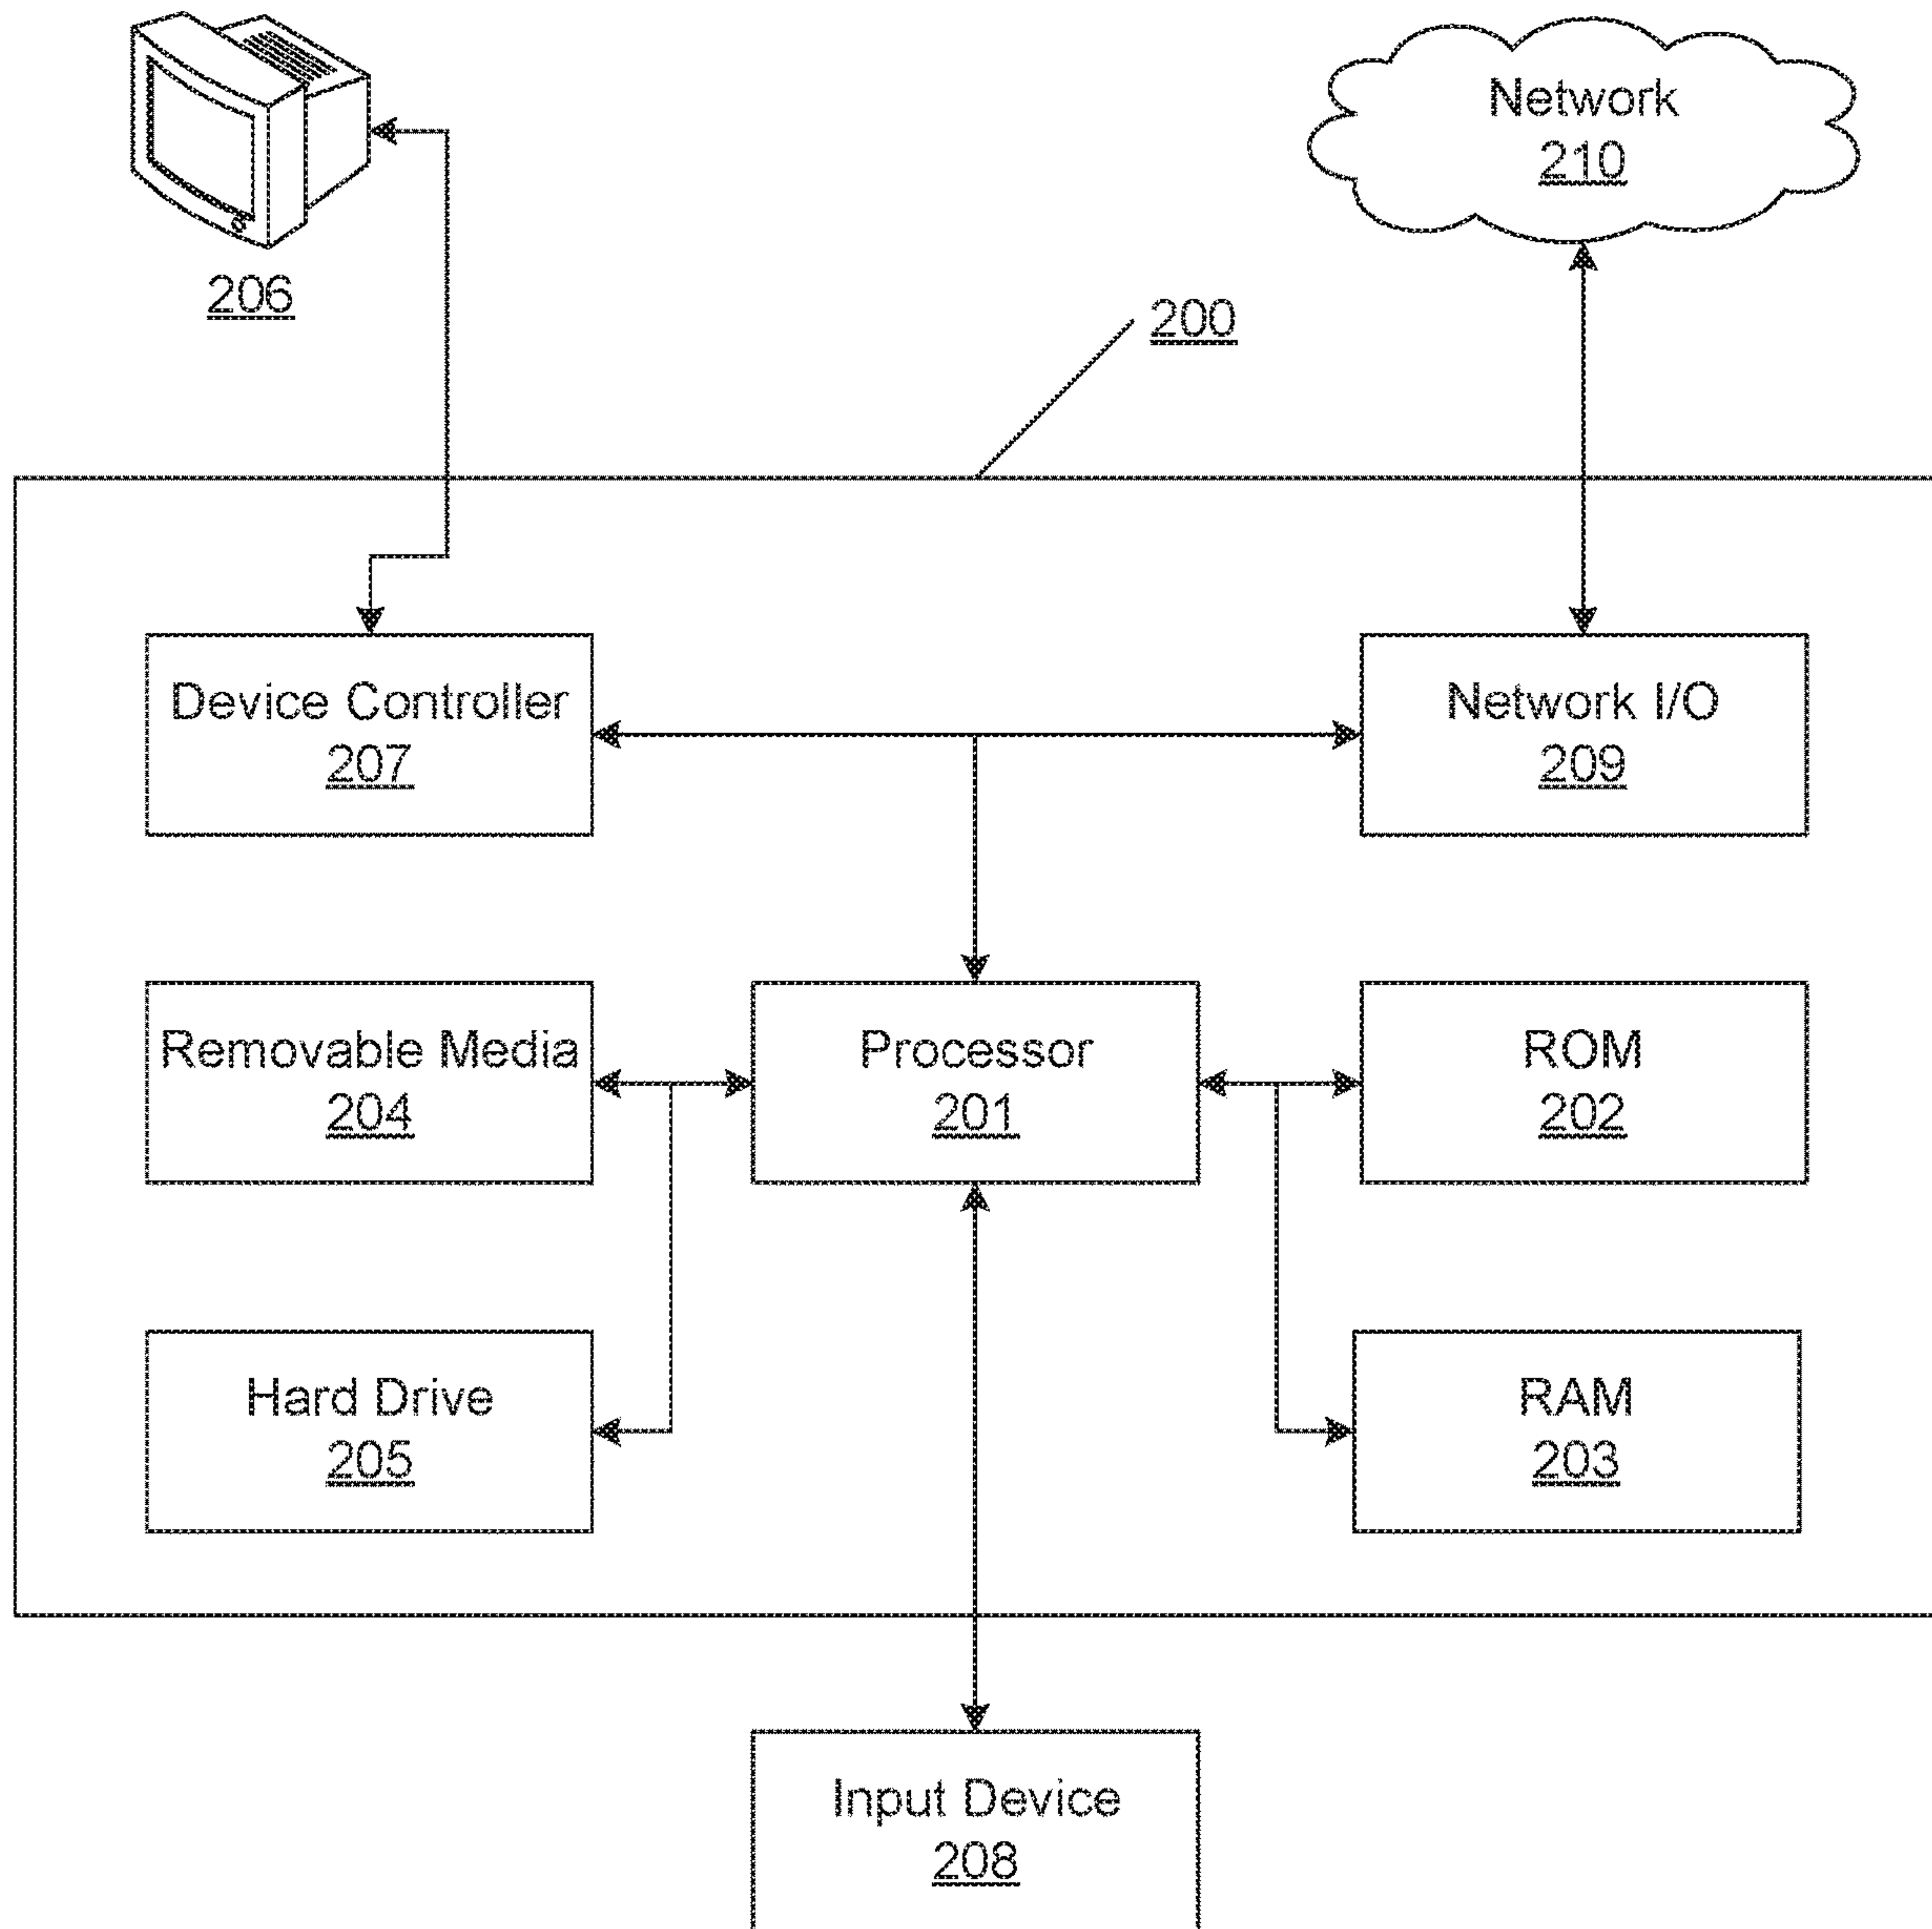 Network
210
206
200
Device Controller
207
Network I/O
209
Removable Media
204
Processor
201
ROM
202
Hard Drive
205
RAM
203
Input Device
208